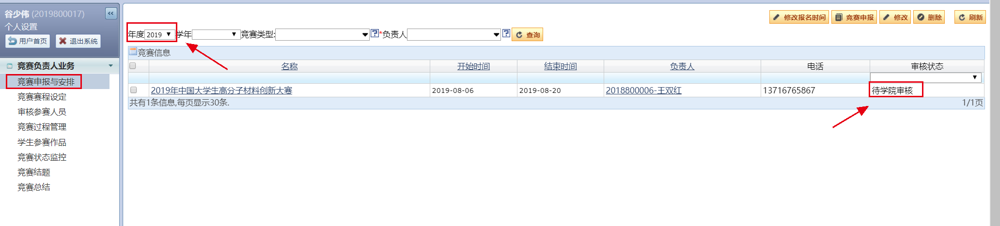 谷少伟 (2019800017)
个人设置
用户首页 退出系统
竞赛负责人业务
竞赛申报与安排
竞赛赛程设定
审核参赛人员
竞赛过程管理
学生参赛作品
竞赛状态监控
竞赛结题
竞赛总结
修改报名时间 竞赛申报 修改 删除 刷新
年度 2019 学年 竞赛类型: *负责人 查询
竞赛信息
名称 开始时间 结束时间 负责人 电话 审核状态
2019年中国大学生高分子材料创新大赛 2019-08-06 2019-08-20 2018800006-王双红 13716765867 待学院审核
共有1条信息,每页显示30条. 1/1页